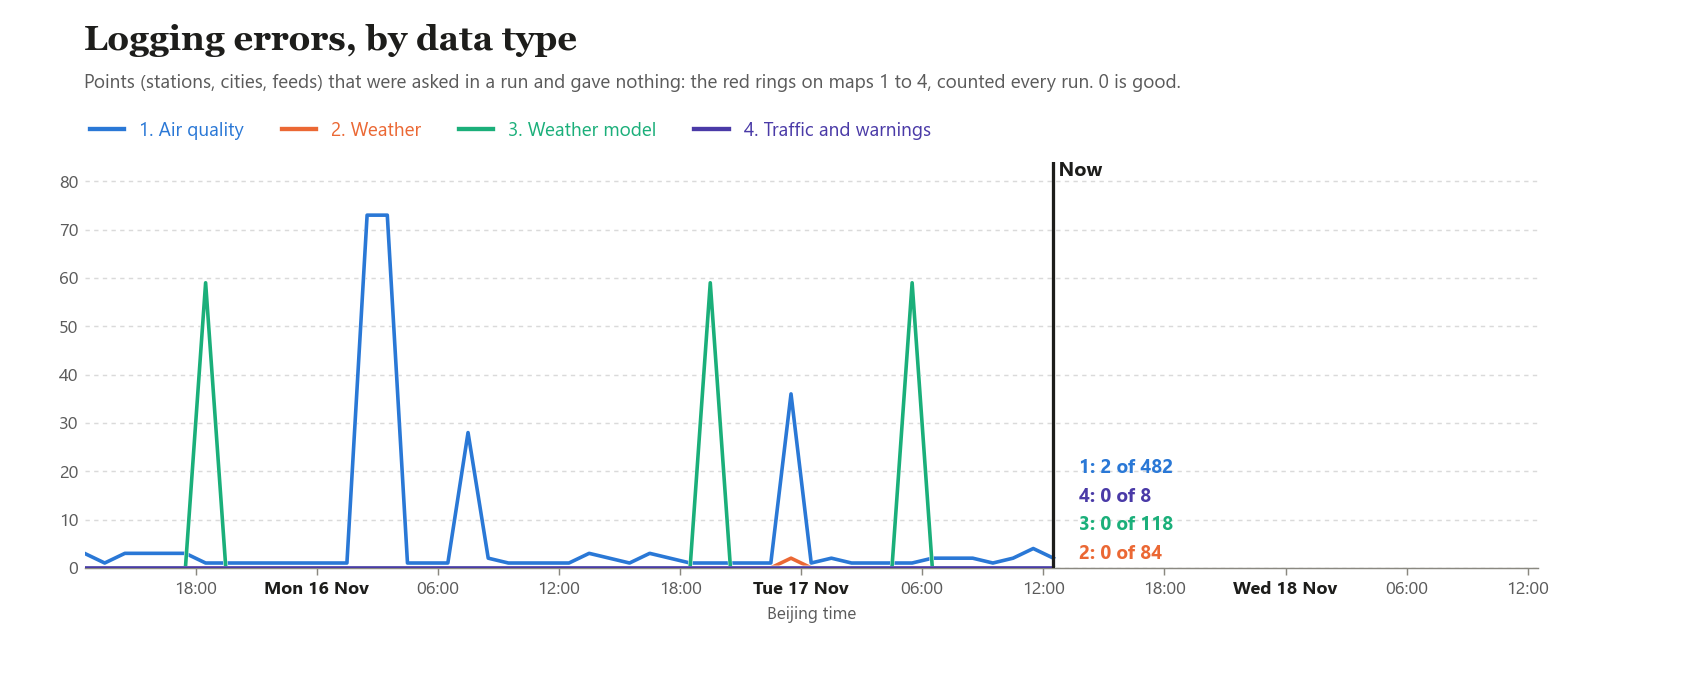 Logging errors, by data type
Points (stations, cities, feeds) that were asked in a run and gave nothing: the red rings on maps 1 to 4, counted every run. 0 is good.
1. Air quality 2. Weather 3. Weather model 4. Traffic and warnings
Now
80
70
60
50
40
30
20
10
0
1: 2 of 482
4: 0 of 8
3: 0 of 118
2: 0 of 84
18:00 Mon 16 Nov 06:00 12:00 18:00 Tue 17 Nov 06:00 12:00 18:00 Wed 18 Nov 06:00 12:00
Beijing time